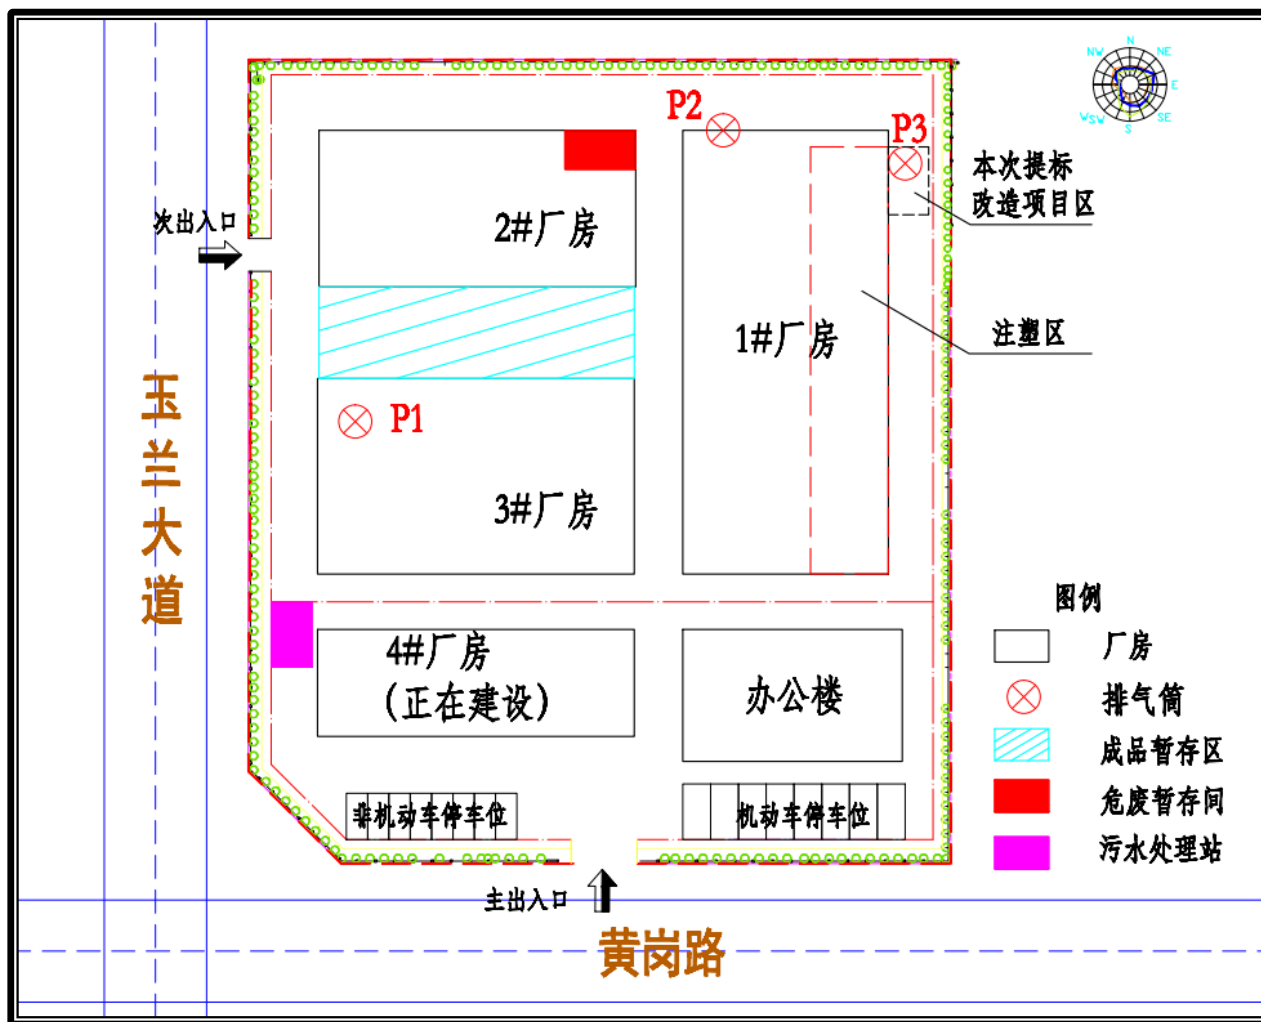 N
NW
NE
E
WSW
SE
S
P2
P3
本次提标
改造项目区
次出入口
2#厂房
1#厂房
注塑区
P1
3#厂房
玉兰大道
图例
厂房
4#厂房
(正在建设)
办公楼
排气筒
成品暂存区
非机动车停车位
机动车停车位
危废暂存间
污水处理站
主出入口
黄岗路